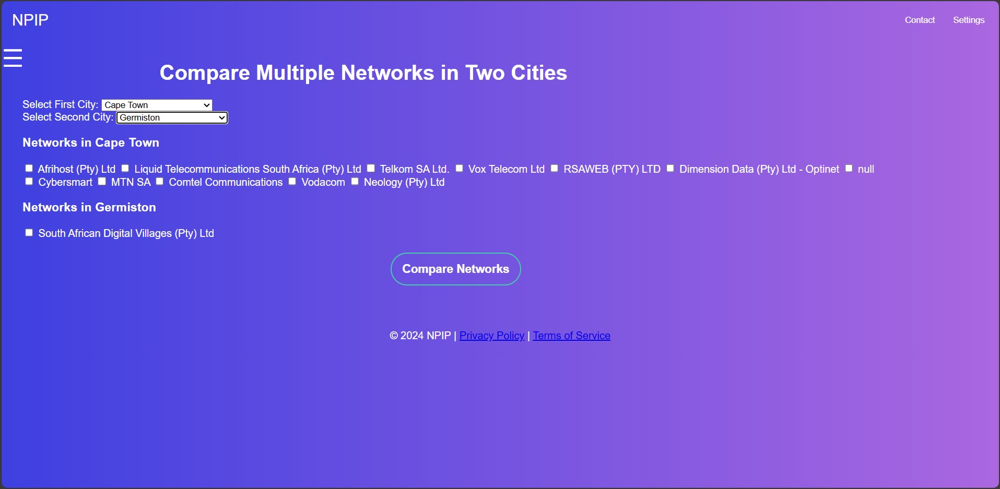 NPIP
Contact Settings
Compare Multiple Networks in Two Cities
Select First City: Cape Town
Select Second City: Germiston
Networks in Cape Town
Afrihost (Pty) Ltd Liquid Telecommunications South Africa (Pty) Ltd Telkom SA Ltd. Vox Telecom Ltd RSAWEB (PTY) LTD Dimension Data (Pty) Ltd - Optinet null
Cybersmart MTN SA Comtel Communications Vodacom Neology (Pty) Ltd
Networks in Germiston
South African Digital Villages (Pty) Ltd
Compare Networks
© 2024 NPIP | Privacy Policy | Terms of Service